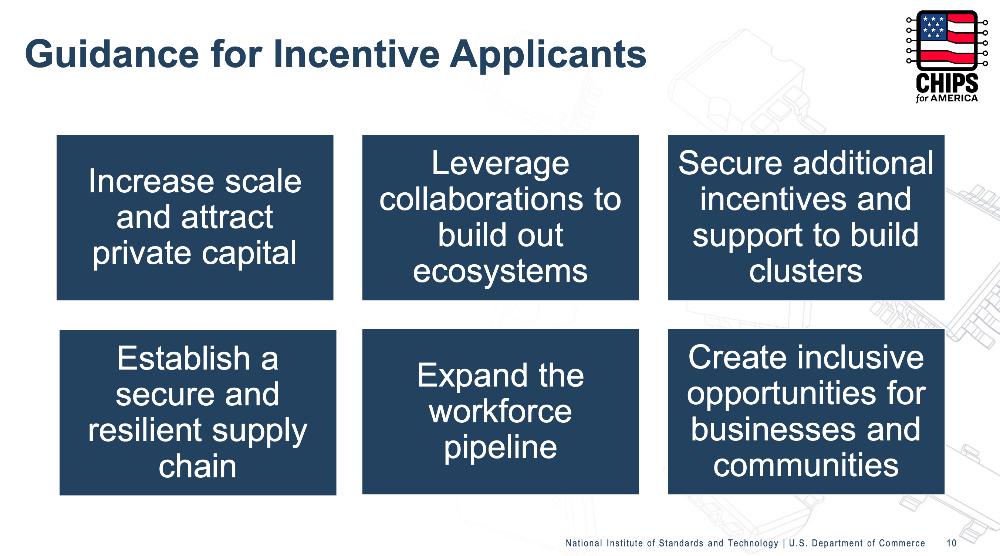 Guidance for Incentive Applicants
CHIPS
for AMERICA
Increase scale
and attract
private capital
Leverage
collaborations to
build out
ecosystems
Secure additional
incentives and
support to build
clusters
Establish a
secure and
resilient supply
chain
Expand the
workforce
pipeline
Create inclusive
opportunities for
businesses and
communities
National Institute of Standards and Technology | U.S. Department of Commerce 10